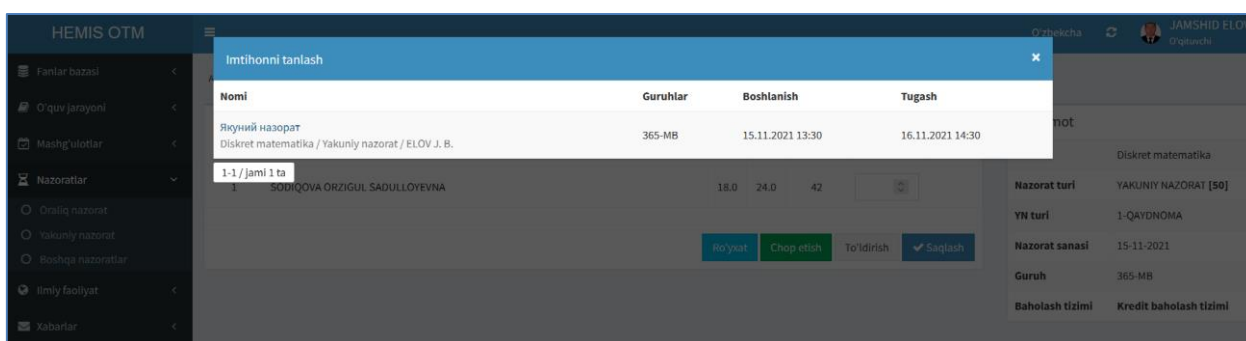 HEMIS OTM
O'zbekcha
JAMSHID ELOV
O'qituvchi
Imtihonni tanlash
×
Nomi Guruhlar Boshlanish Tugash
Якуний назорат
Diskret matematika / Yakuniy nazorat / ELOV J. B.
365-MB 15.11.2021 13:30 16.11.2021 14:30
1-1 / jami 1 ta
1 SODIQOVA ORZIGUL SADULLOYEVNA 18.0 24.0 42
Ro'yxat Chop etish To'ldirish Saqlash
Fanlar bazasi
O'quv jarayoni
Mashg'ulotlar
Nazoratlar
Oraliq nazorat
Yakuniy nazorat
Boshqa nazoratlar
Ilmiy faoliyat
Xabarlar
Diskret matematika
Nazorat turi YAKUNIY NAZORAT [50]
YN turi 1-QAYDNOMA
Nazorat sanasi 15-11-2021
Guruh 365-MB
Baholash tizimi Kredit baholash tizimi